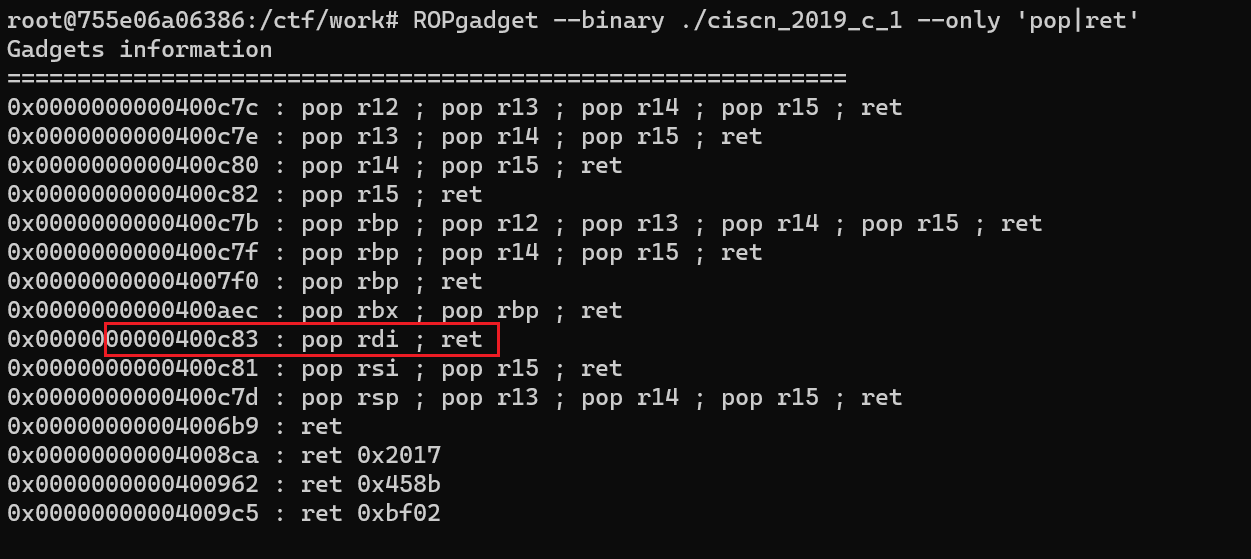 root@755e06a06386:/ctf/work# ROPgadget --binary ./ciscn_2019_c_1 --only 'pop|ret'
Gadgets information
============================================================
0x0000000000400c7c : pop r12 ; pop r13 ; pop r14 ; pop r15 ; ret
0x0000000000400c7e : pop r13 ; pop r14 ; pop r15 ; ret
0x0000000000400c80 : pop r14 ; pop r15 ; ret
0x0000000000400c82 : pop r15 ; ret
0x0000000000400c7b : pop rbp ; pop r12 ; pop r13 ; pop r14 ; pop r15 ; ret
0x0000000000400c7f : pop rbp ; pop r14 ; pop r15 ; ret
0x00000000004007f0 : pop rbp ; ret
0x0000000000400aec : pop rbx ; pop rbp ; ret
0x0000000000400c83 : pop rdi ; ret
0x0000000000400c81 : pop rsi ; pop r15 ; ret
0x0000000000400c7d : pop rsp ; pop r13 ; pop r14 ; pop r15 ; ret
0x00000000004006b9 : ret
0x00000000004008ca : ret 0x2017
0x0000000000400962 : ret 0x458b
0x00000000004009c5 : ret 0xbf02